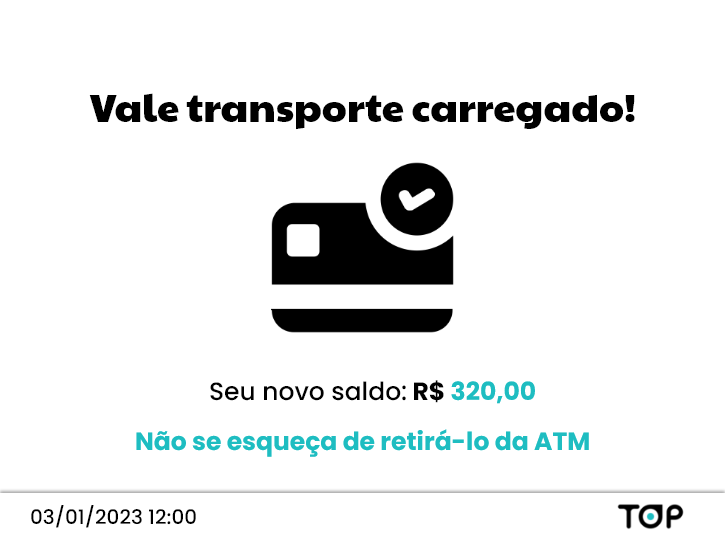 Vale transporte carregado!
Seu novo saldo: R$ 320,00
Não se esqueça de retirá-lo da ATM
03/01/2023 12:00
TOP